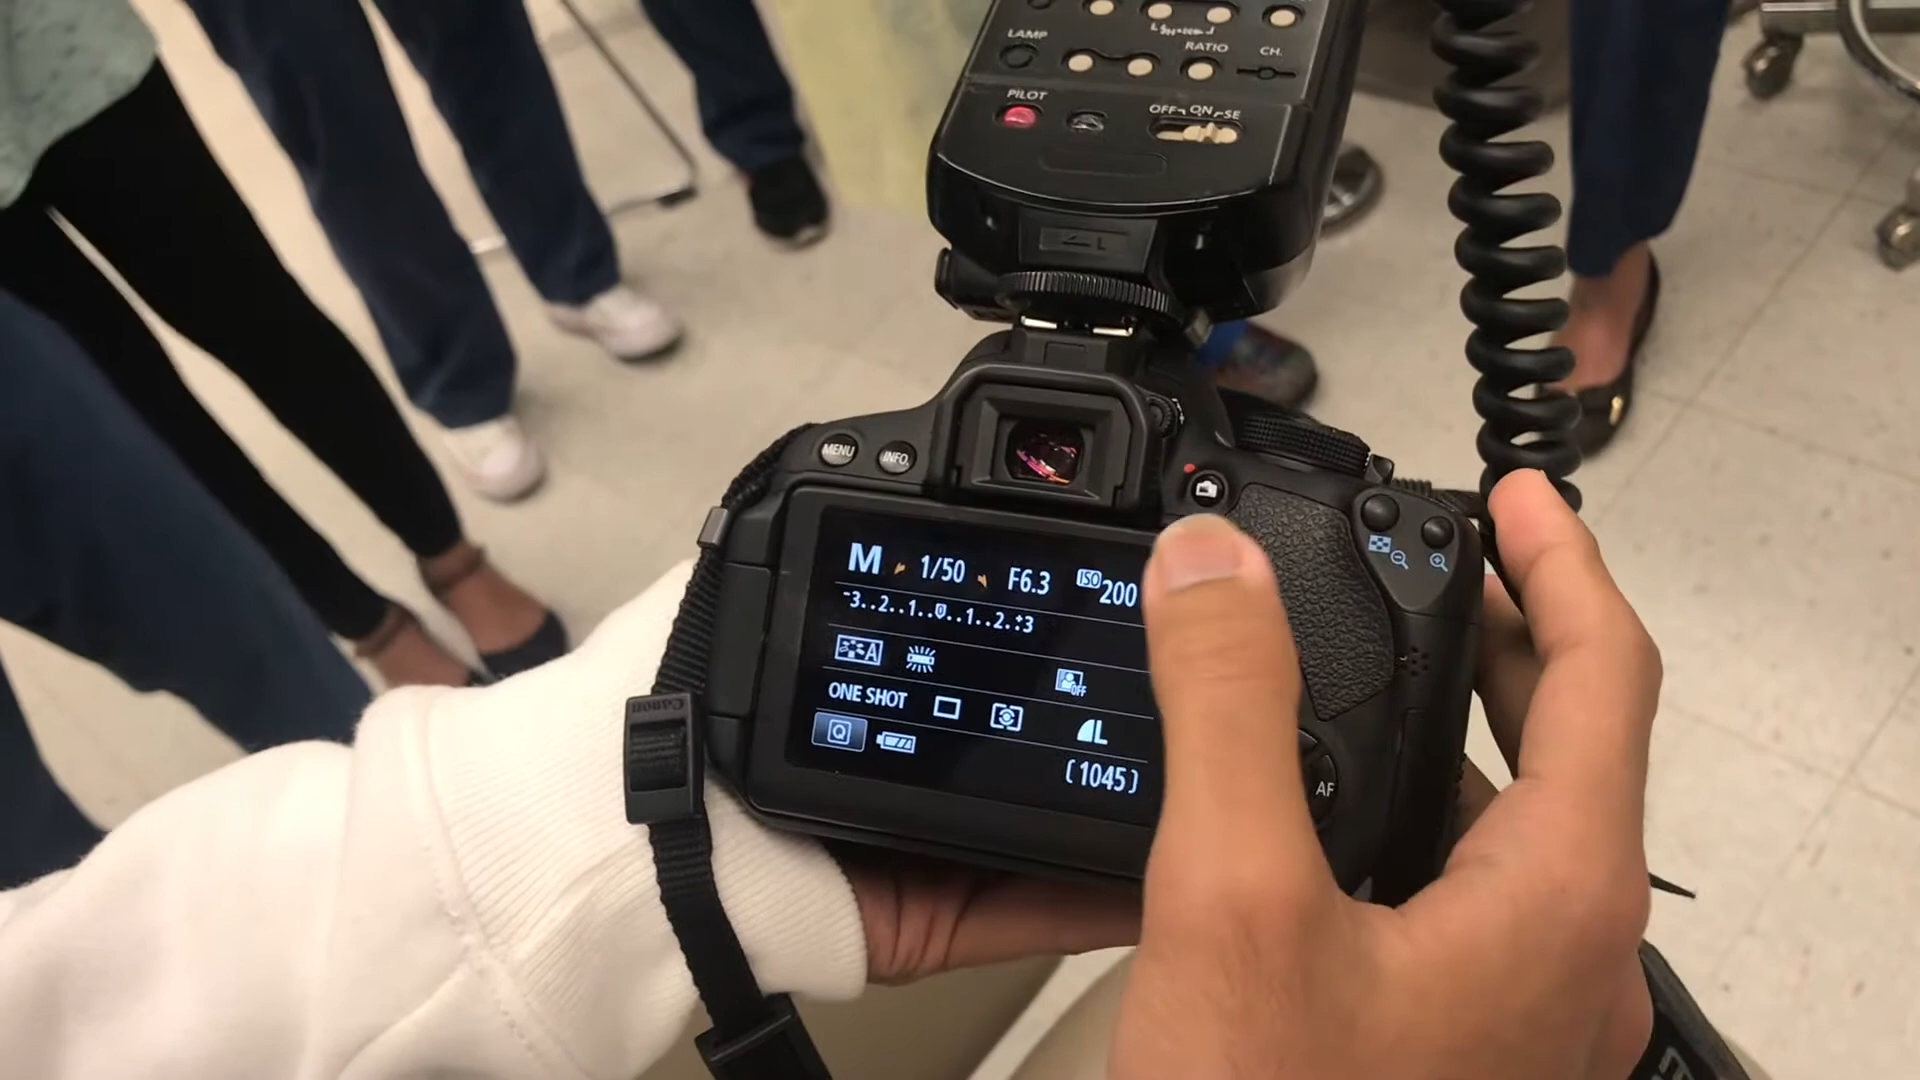 LAMP
RATIO CH.
PILOT
OFF ON SE
MENU INFO.
M 1/50 F6.3 ISO 200
-3..2..1..0..1..2.+3
A
OFF
ONE SHOT
L
Q
(1045)
AF
Canon